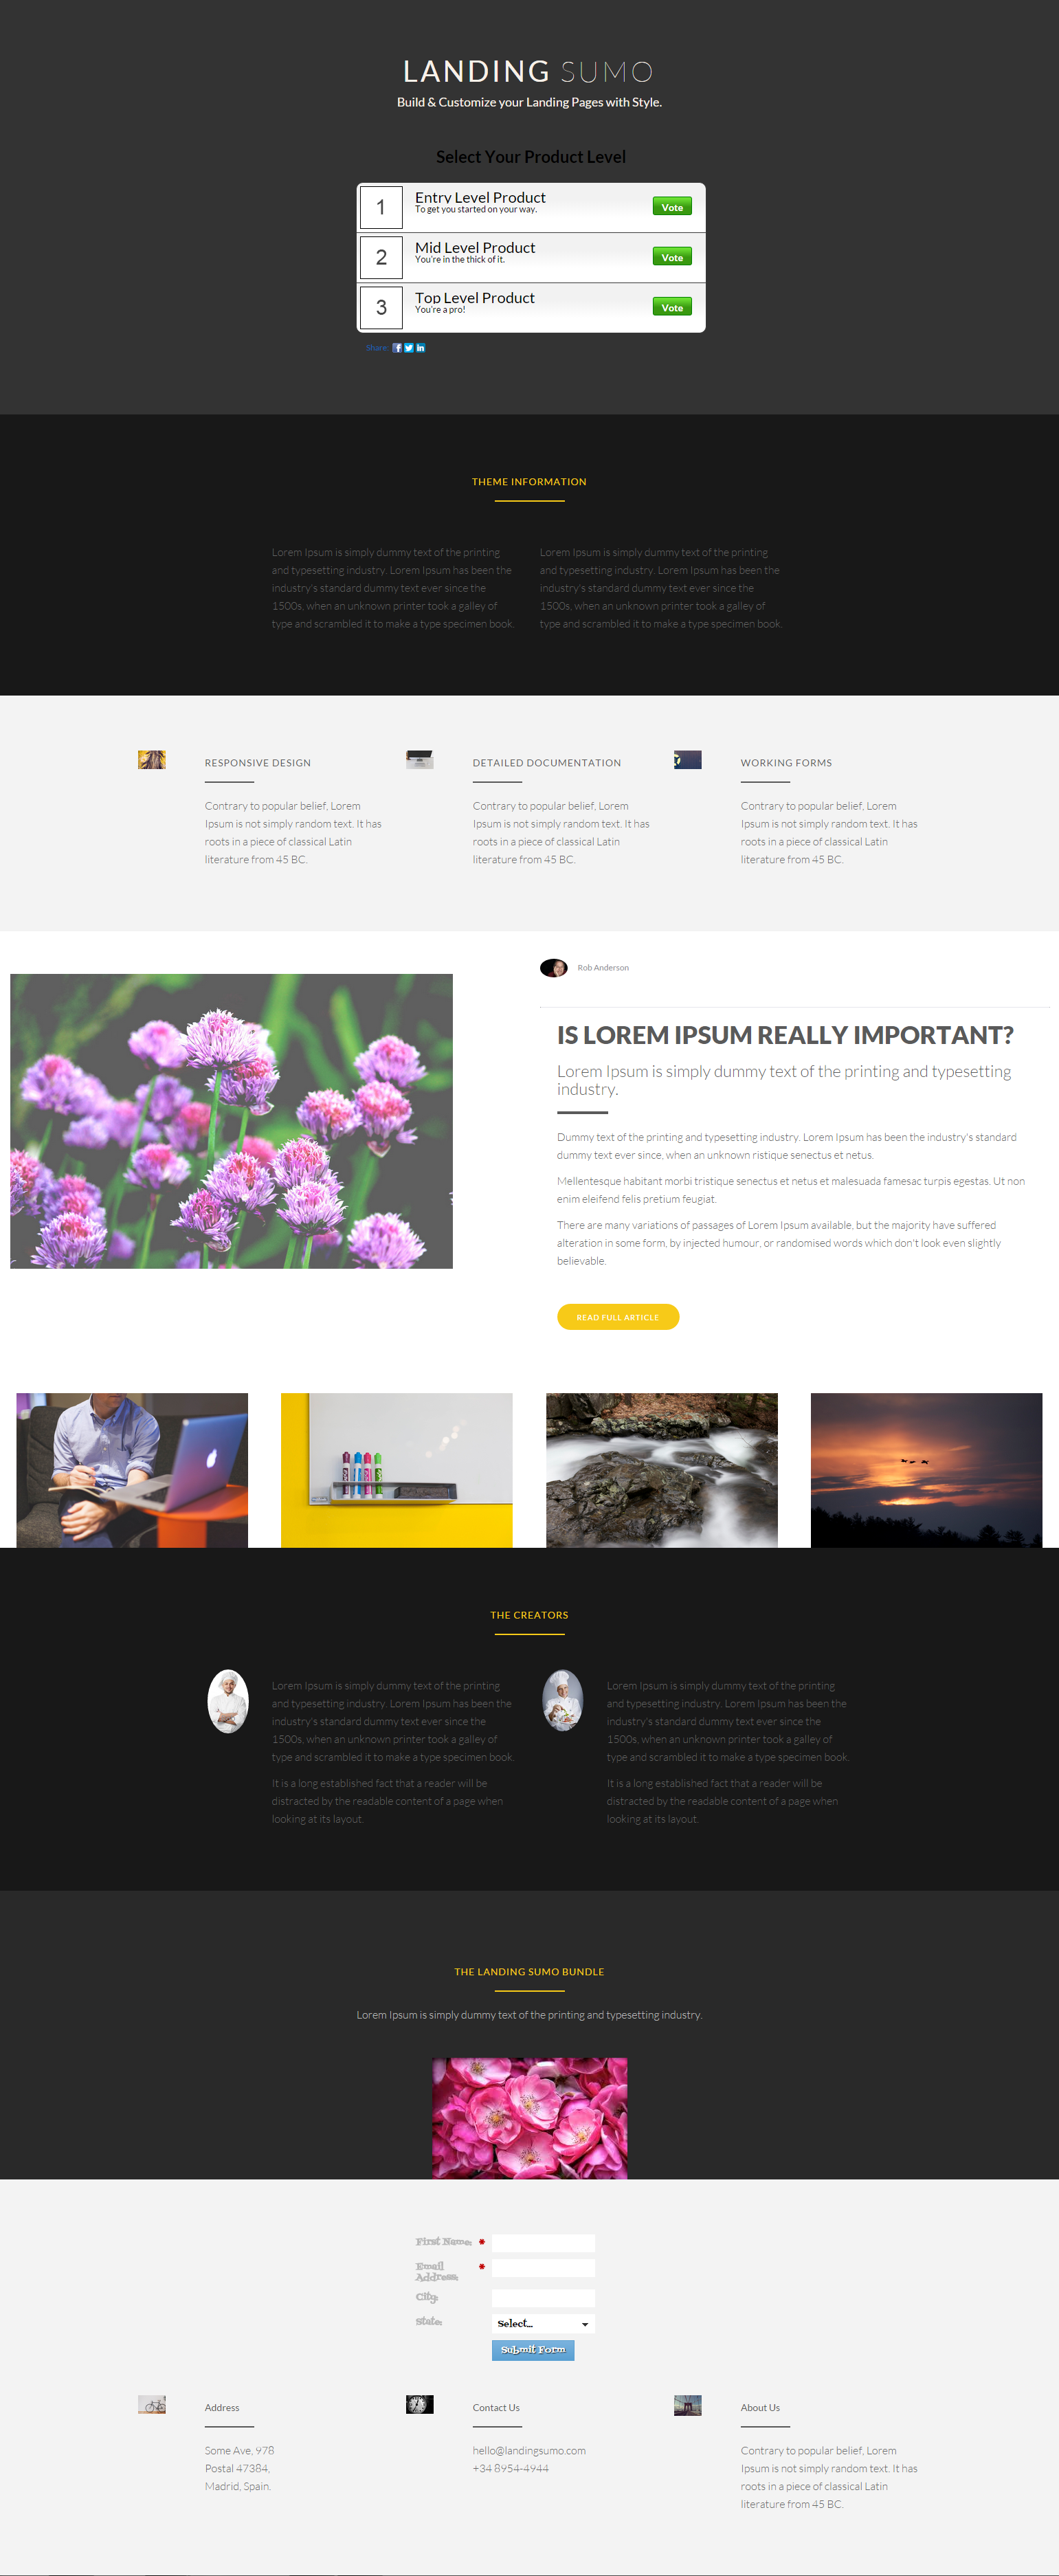 LANDING SUMO
Build & Customize your Landing Pages with Style.
Select Your Product Level
1
Entry Level Product
To get you started on your way.
Vote
2
Mid Level Product
You're in the thick of it.
Vote
3
Top Level Product
You're a pro!
Vote
Share:
THEME INFORMATION
Lorem Ipsum is simply dummy text of the printing
and typesetting industry. Lorem Ipsum has been the
industry's standard dummy text ever since the
1500s, when an unknown printer took a galley of
type and scrambled it to make a type specimen book.
Lorem Ipsum is simply dummy text of the printing
and typesetting industry. Lorem Ipsum has been the
industry's standard dummy text ever since the
1500s, when an unknown printer took a galley of
type and scrambled it to make a type specimen book.
RESPONSIVE DESIGN
Contrary to popular belief, Lorem
Ipsum is not simply random text. It has
roots in a piece of classical Latin
literature from 45 BC.
DETAILED DOCUMENTATION
Contrary to popular belief, Lorem
Ipsum is not simply random text. It has
roots in a piece of classical Latin
literature from 45 BC.
WORKING FORMS
Contrary to popular belief, Lorem
Ipsum is not simply random text. It has
roots in a piece of classical Latin
literature from 45 BC.
Rob Anderson
IS LOREM IPSUM REALLY IMPORTANT?
Lorem Ipsum is simply dummy text of the printing and typesetting
industry.
Dummy text of the printing and typesetting industry. Lorem Ipsum has been the industry's standard
dummy text ever since, when an unknown ristique senectus et netus.
Mellentesque habitant morbi tristique senectus et netus et malesuada famesac turpis egestas. Ut non
enim eleifend felis pretium feugiat.
There are many variations of passages of Lorem Ipsum available, but the majority have suffered
alteration in some form, by injected humour, or randomised words which don't look even slightly
believable.
READ FULL ARTICLE
THE CREATORS
Lorem Ipsum is simply dummy text of the printing
and typesetting industry. Lorem Ipsum has been the
industry's standard dummy text ever since the
1500s, when an unknown printer took a galley of
type and scrambled it to make a type specimen book.
It is a long established fact that a reader will be
distracted by the readable content of a page when
looking at its layout.
Lorem Ipsum is simply dummy text of the printing
and typesetting industry. Lorem Ipsum has been the
industry's standard dummy text ever since the
1500s, when an unknown printer took a galley of
type and scrambled it to make a type specimen book.
It is a long established fact that a reader will be
distracted by the readable content of a page when
looking at its layout.
THE LANDING SUMO BUNDLE
Lorem Ipsum is simply dummy text of the printing and typesetting industry.
First Name: *
Email *
Address:
City:
State:
Select...
Submit Form
Address
Some Ave, 978
Postal 47384,
Madrid, Spain.
Contact Us
hello@landingsumo.com
+34 8954-4944
About Us
Contrary to popular belief, Lorem
Ipsum is not simply random text. It has
roots in a piece of classical Latin
literature from 45 BC.